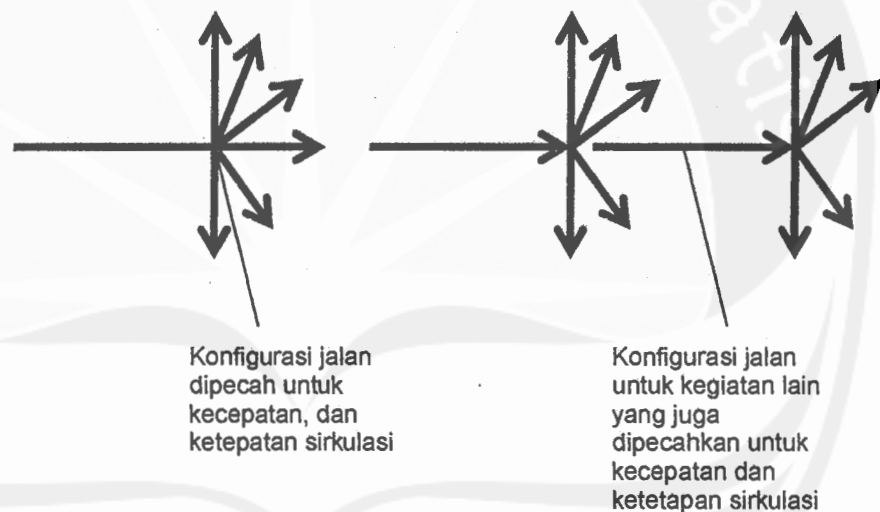 Konfigurasi jalan
dipecah untuk
kecepatan, dan
ketepatan sirkulasi
Konfigurasi jalan
untuk kegiatan lain
yang juga
dipecahkan untuk
kecepatan dan
ketetapan sirkulasi